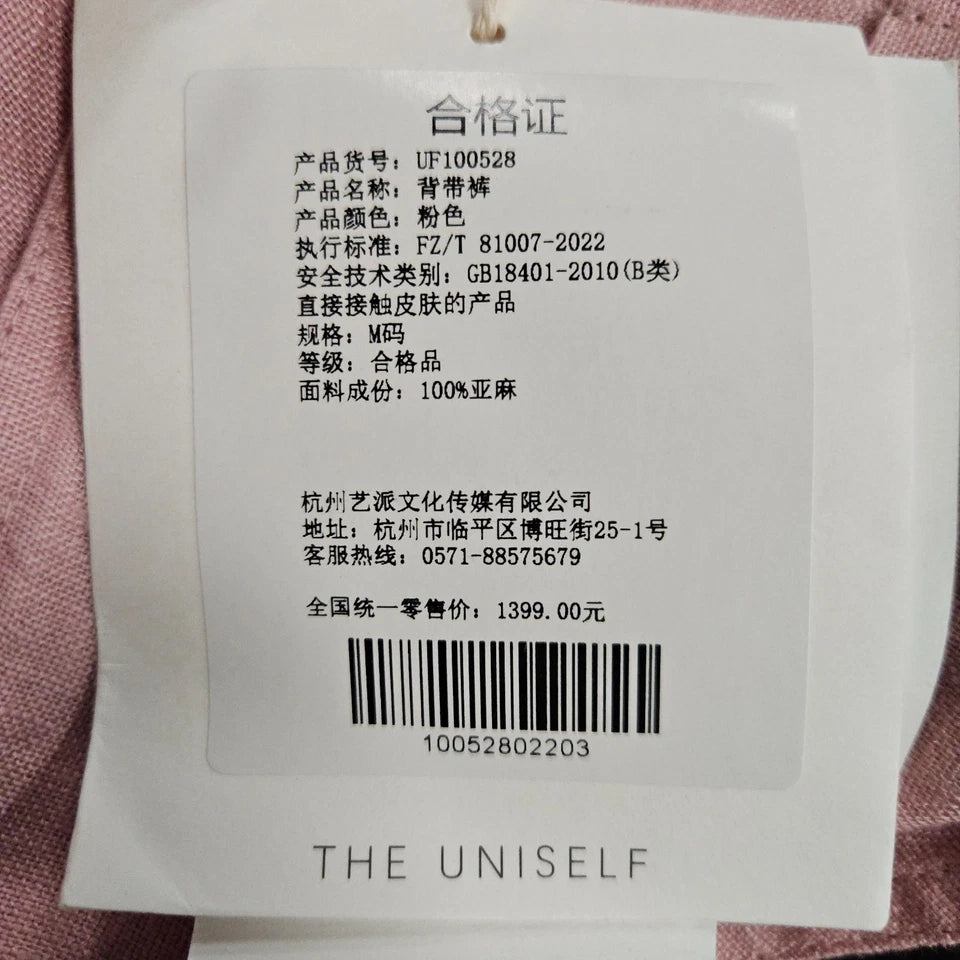 合格证
产品货号：UF100528
产品名称：背带裤
产品颜色：粉色
执行标准：FZ/T 81007-2022
安全技术类别：GB18401-2010(B类)
直接接触皮肤的产品
规格：M码
等级：合格品
面料成份：100%亚麻
杭州艺派文化传媒有限公司
地址：杭州市临平区博旺街25-1号
客服热线：0571-88575679
全国统一零售价：1399.00元
10052802203
THE UNISELF